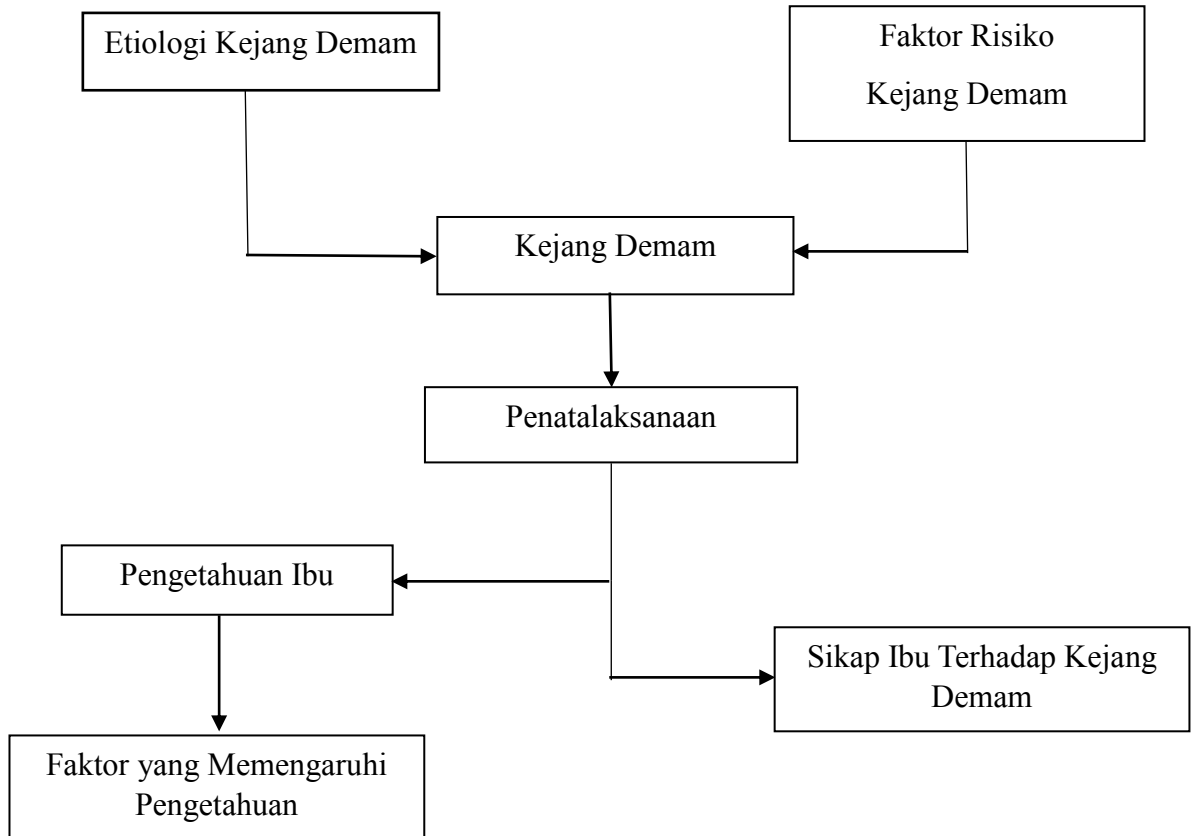 Etiologi Kejang Demam
Faktor Risiko
Kejang Demam
Kejang Demam
Penatalaksanaan
Pengetahuan Ibu
Sikap Ibu Terhadap Kejang
Demam
Faktor yang Memengaruhi
Pengetahuan